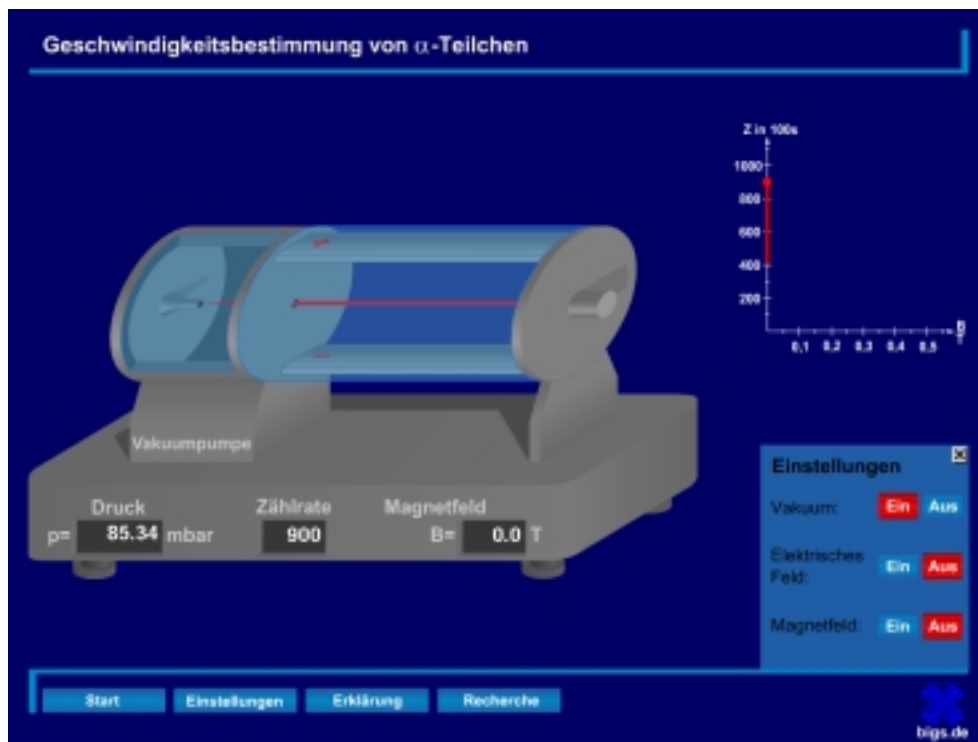 Geschwindigkeitsbestimmung von α-Teilchen
Z in 100s
1000
800
600
400
200
0,1 0,2 0,3 0,4 0,5
B
T
Vakuumpumpe
Druck Zählrate Magnetfeld
p= 85.34 mbar 900 B= 0.0 T
Einstellungen
Vakuum: Ein Aus
Elektrisches
Feld: Ein Aus
Magnetfeld: Ein Aus
Start Einstellungen Erklärung Recherche
bigs.de